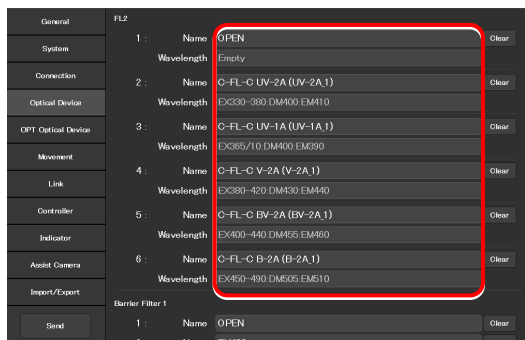 General
System
Connection
Optical Device
OPT Optical Device
Movement
Link
Controller
Indicator
Assist Camera
Import/Export
Send
FL2
1 : Name OPEN Clear
Wavelength Empty
2 : Name C-FL-C UV-2A (UV-2A_1) Clear
Wavelength EX330-380:DM400:EM410
3 : Name C-FL-C UV-1A (UV-1A_1) Clear
Wavelength EX365/10:DM400:EM390
4 : Name C-FL-C V-2A (V-2A_1) Clear
Wavelength EX380-420:DM430:EM440
5 : Name C-FL-C BV-2A (BV-2A_1) Clear
Wavelength EX400-440:DM455:EM460
6 : Name C-FL-C B-2A (B-2A_1) Clear
Wavelength EX450-490:DM505:EM510
Barrier Filter 1
1 : Name OPEN Clear